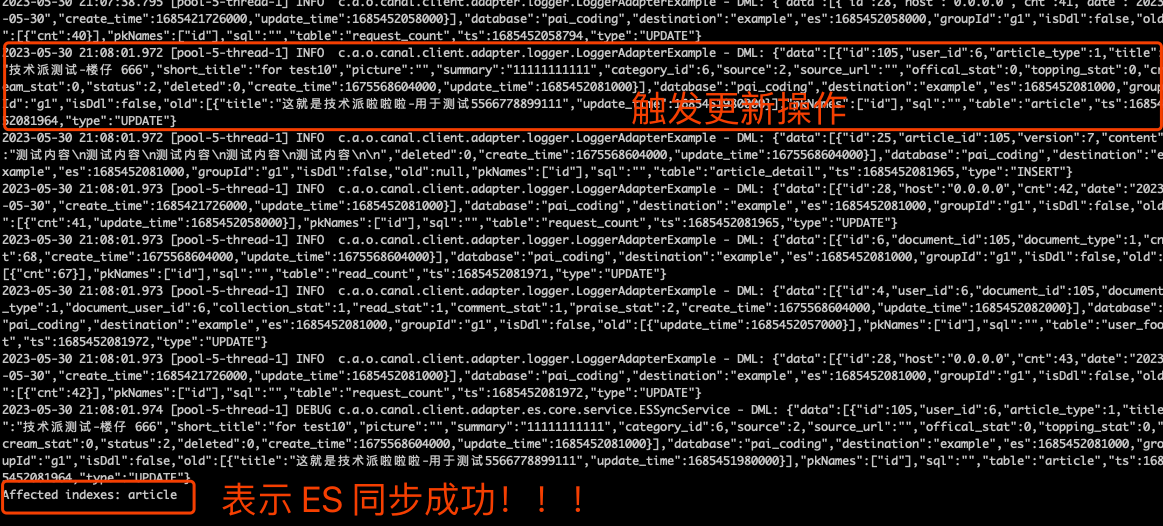 2023-05-30 21:07:38.795 [pool-5-thread-1] INFO  c.a.o.canal.client.adapter.logger.LoggerAdapterExample - DML: {"data":[{"id":28,"host":"0.0.0.0","cnt":41,"date":"2023
-05-30","create_time":1685421726000,"update_time":1685452058000}],"database":"pai_coding","destination":"example","es":1685452058000,"groupId":"g1","isDdl":false,"old
":[{"cnt":40}],"pkNames":["id"],"sql":"","table":"request_count","ts":1685452058794,"type":"UPDATE"}
2023-05-30 21:08:01.972 [pool-5-thread-1] INFO  c.a.o.canal.client.adapter.logger.LoggerAdapterExample - DML: {"data":[{"id":105,"user_id":6,"article_type":1,"title":
"技术派测试-楼仔 666","short_title":"for test10","picture":"","summary":"11111111111","category_id":6,"source":2,"source_url":"","offical_stat":0,"topping_stat":0,"cr
eam_stat":0,"status":2,"deleted":0,"create_time":1675568604000,"update_time":1685452081000}],"database":"pai_coding","destination":"example","es":1685452081000,"group
Id":"g1","isDdl":false,"old":[{"title":"这就是技术派啦啦啦-用于测试5566778899111","update_time":1685451980000}],"pkNames":["id"],"sql":"","table":"article","ts":16854
52081964,"type":"UPDATE"}
触发更新操作
2023-05-30 21:08:01.972 [pool-5-thread-1] INFO  c.a.o.canal.client.adapter.logger.LoggerAdapterExample - DML: {"data":[{"id":25,"article_id":105,"version":7,"content"
:"测试内容\n测试内容\n测试内容\n测试内容\n测试内容\n\n","deleted":0,"create_time":1675568604000,"update_time":1675568604000}],"database":"pai_coding","destination":"e
xample","es":1685452081000,"groupId":"g1","isDdl":false,"old":null,"pkNames":["id"],"sql":"","table":"article_detail","ts":1685452081965,"type":"INSERT"}
2023-05-30 21:08:01.973 [pool-5-thread-1] INFO  c.a.o.canal.client.adapter.logger.LoggerAdapterExample - DML: {"data":[{"id":28,"host":"0.0.0.0","cnt":42,"date":"2023
-05-30","create_time":1685421726000,"update_time":1685452081000}],"database":"pai_coding","destination":"example","es":1685452081000,"groupId":"g1","isDdl":false,"old
":[{"cnt":41,"update_time":1685452058000}],"pkNames":["id"],"sql":"","table":"request_count","ts":1685452081965,"type":"UPDATE"}
2023-05-30 21:08:01.973 [pool-5-thread-1] INFO  c.a.o.canal.client.adapter.logger.LoggerAdapterExample - DML: {"data":[{"id":6,"document_id":105,"document_type":1,"cn
t":68,"create_time":1675568604000,"update_time":1675568604000}],"database":"pai_coding","destination":"example","es":1685452081000,"groupId":"g1","isDdl":false,"old":
[{"cnt":67}],"pkNames":["id"],"sql":"","table":"read_count","ts":1685452081971,"type":"UPDATE"}
2023-05-30 21:08:01.973 [pool-5-thread-1] INFO  c.a.o.canal.client.adapter.logger.LoggerAdapterExample - DML: {"data":[{"id":4,"user_id":6,"document_id":105,"document
_type":1,"document_user_id":6,"collection_stat":1,"read_stat":1,"comment_stat":1,"praise_stat":2,"create_time":1675568604000,"update_time":1685452082000}],"database":
"pai_coding","destination":"example","es":1685452081000,"groupId":"g1","isDdl":false,"old":[{"update_time":1685452057000}],"pkNames":["id"],"sql":"","table":"user_foo
t","ts":1685452081972,"type":"UPDATE"}
2023-05-30 21:08:01.973 [pool-5-thread-1] INFO  c.a.o.canal.client.adapter.logger.LoggerAdapterExample - DML: {"data":[{"id":28,"host":"0.0.0.0","cnt":43,"date":"2023
-05-30","create_time":1685421726000,"update_time":1685452081000}],"database":"pai_coding","destination":"example","es":1685452081000,"groupId":"g1","isDdl":false,"old
":[{"cnt":42}],"pkNames":["id"],"sql":"","table":"request_count","ts":1685452081972,"type":"UPDATE"}
2023-05-30 21:08:01.974 [pool-5-thread-1] DEBUG c.a.o.canal.client.adapter.es.core.service.ESSyncService - DML: {"data":[{"id":105,"user_id":6,"article_type":1,"title
":"技术派测试-楼仔 666","short_title":"for test10","picture":"","summary":"11111111111","category_id":6,"source":2,"source_url":"","offical_stat":0,"topping_stat":0,"
cream_stat":0,"status":2,"deleted":0,"create_time":1675568604000,"update_time":1685452081000}],"database":"pai_coding","destination":"example","es":1685452081000,"gro
upId":"g1","isDdl":false,"old":[{"title":"这就是技术派啦啦啦-用于测试5566778899111","update_time":1685451980000}],"pkNames":["id"],"sql":"","table":"article","ts":168
5452081964,"type":"UPDATE"}
Affected indexes: article
表示 ES 同步成功！！！